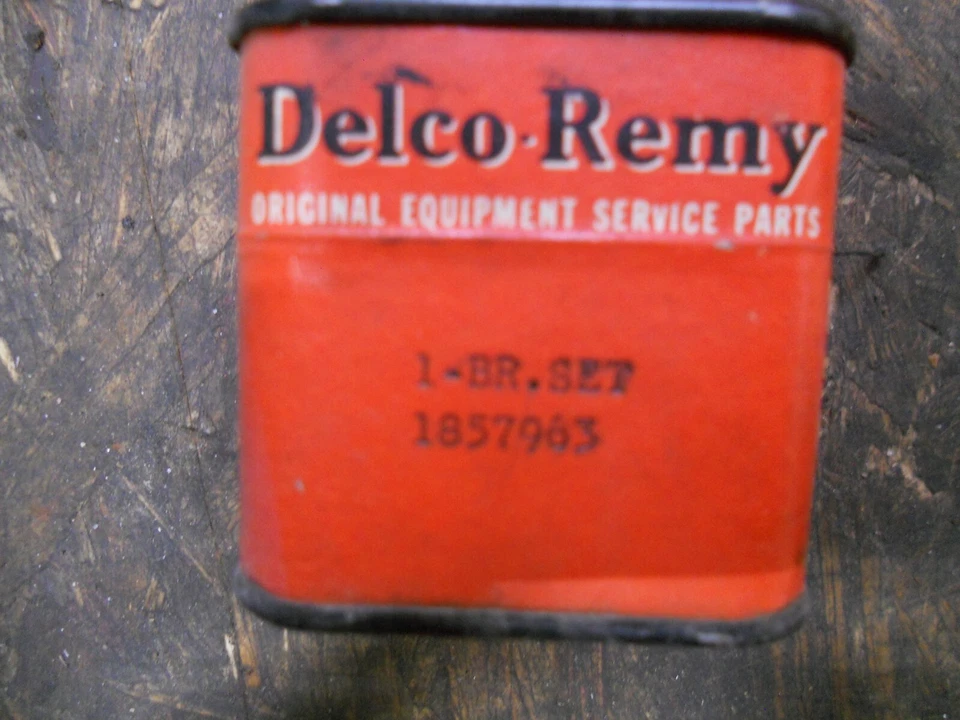 Delco-Remy
ORIGINAL EQUIPMENT SERVICE PARTS
1-BR.SET
1857963